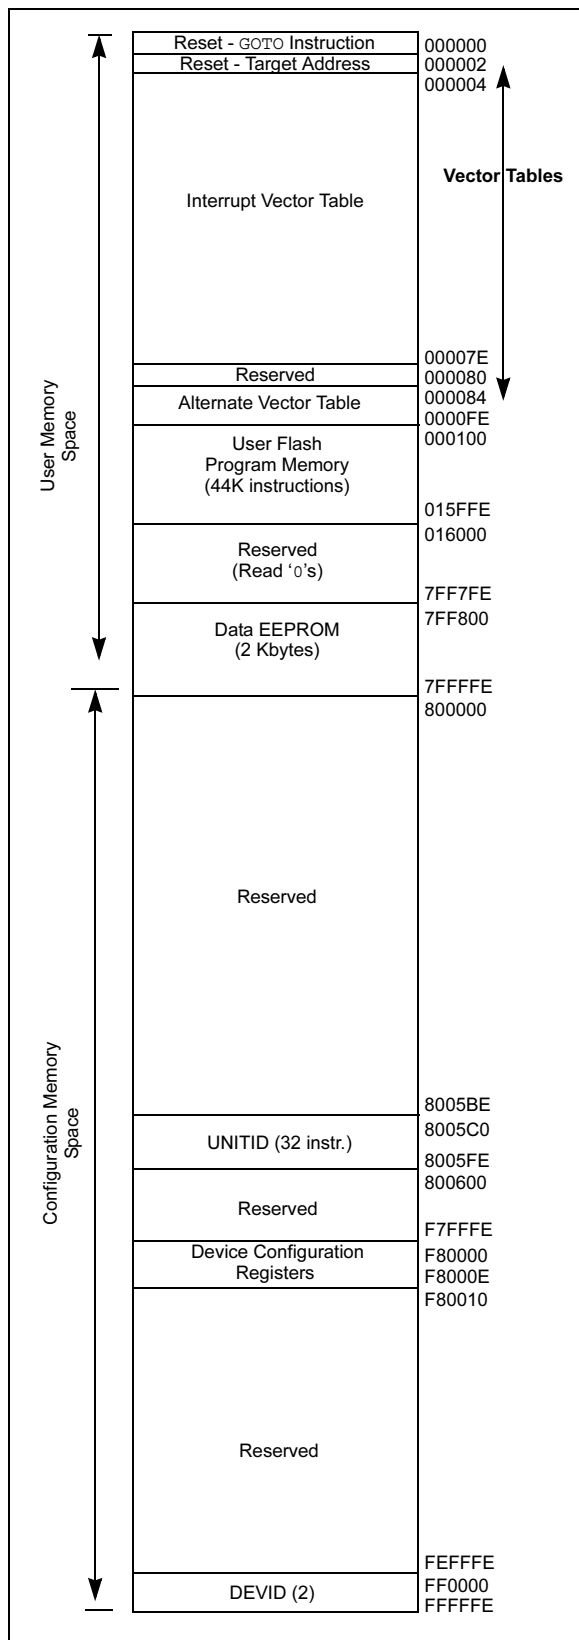 Reset - GOTO Instruction
000000
Reset - Target Address
000002
000004
Vector Tables
Interrupt Vector Table
00007E
Reserved
000080
000084
Alternate Vector Table
0000FE
000100
User Flash
Program Memory
(44K instructions)
015FFE
016000
Reserved
(Read ‘0’s)
7FF7FE
7FF800
Data EEPROM
(2 Kbytes)
7FFFFE
800000
User Memory
Space
Reserved
8005BE
8005C0
UNITID (32 instr.)
8005FE
800600
Reserved
F7FFFE
Device Configuration
Registers
F80000
F8000E
F80010
Configuration Memory
Space
Reserved
FEFFFE
FF0000
DEVID (2)
FFFFFE